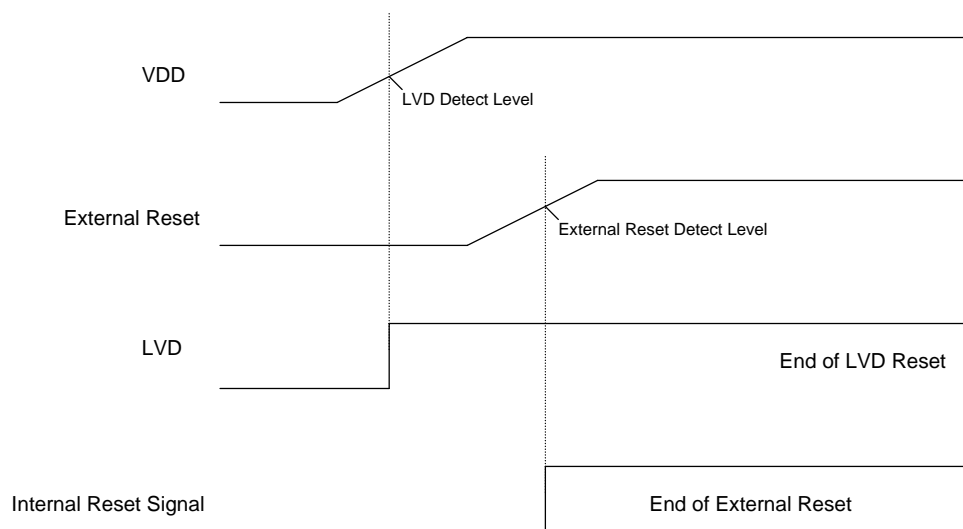 VDD
LVD Detect Level
External Reset
External Reset Detect Level
LVD
End of LVD Reset
Internal Reset Signal
End of External Reset